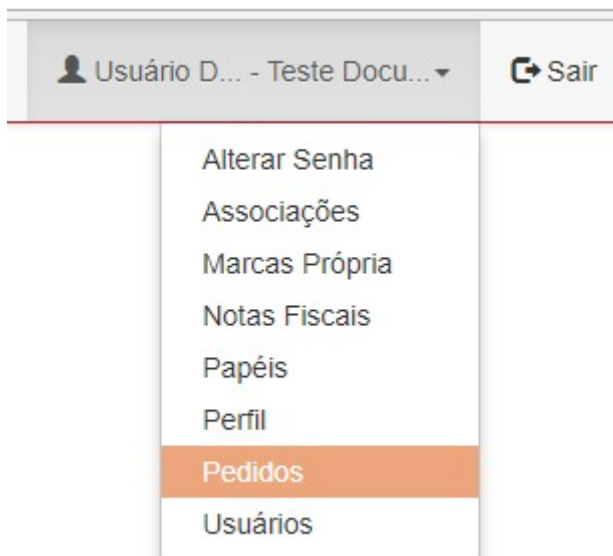 Usuário D... - Teste Docu... Sair
Alterar Senha
Associações
Marcas Própria
Notas Fiscais
Papéis
Perfil
Pedidos
Usuários